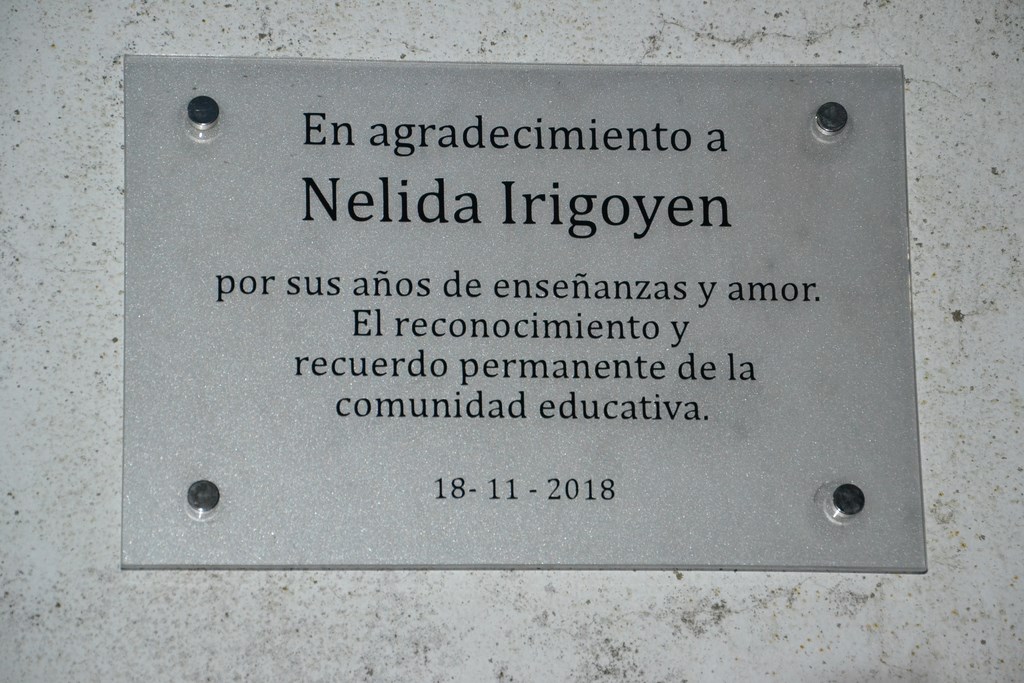 En agradecimiento a
Nelida Irigoyen
por sus años de enseñanzas y amor.
El reconocimiento y
recuerdo permanente de la
comunidad educativa.
18- 11 - 2018